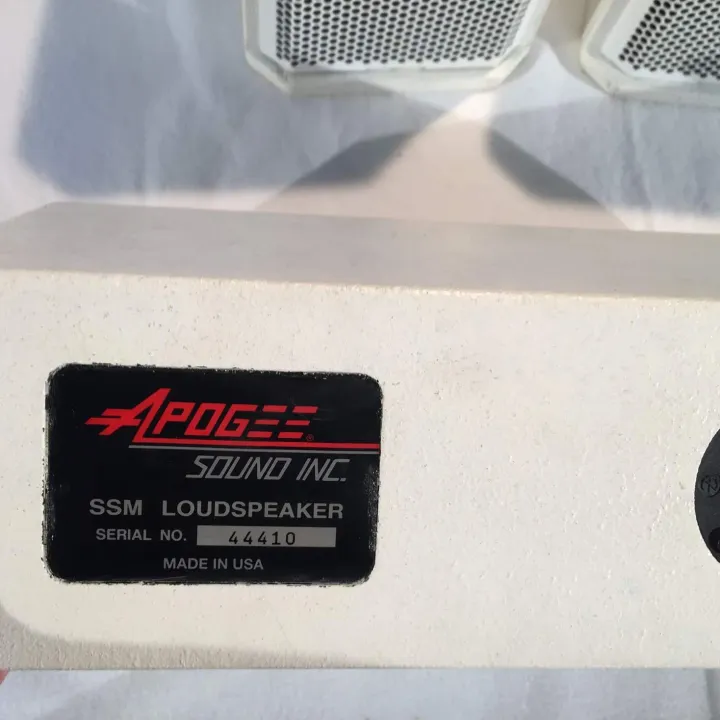 APOGEE®
SOUND INC.
SSM LOUDSPEAKER
SERIAL NO. 44410
MADE IN USA